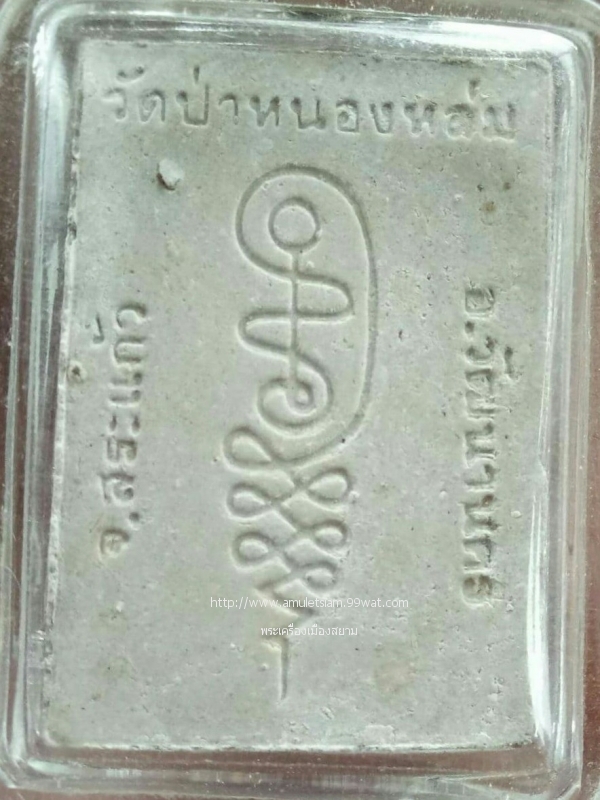 วัดป่าหนองหล่ม
อ.วัฒนานคร
จ.สระแก้ว
http://www.amuletsiam.99wat.com
พระเครื่องเมืองสยาม